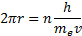 2πr = n h/(mₑv)